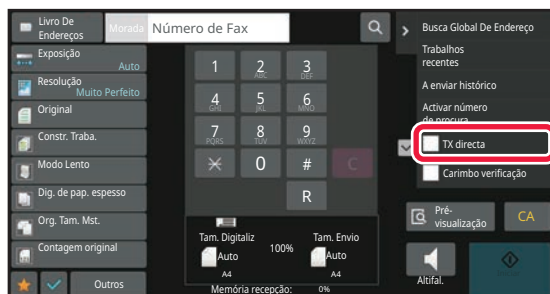 Livro De
Endereços
Morada
Número de Fax
Busca Global De Endereço
Trabalhos
recentes
A enviar histórico
Activar número
de procura
TX directa
Carimbo verificação
Exposição
Auto
Resolução
Muito Perfeito
Original
Constr. Traba.
Modo Lento
Dig. de pap. espesso
Org. Tam. Mst.
Contagem original
Outros
1
2
ABC
3
DEF
4
GHI
5
JKL
6
MNO
7
PQRS
8
TUV
9
WXYZ
0
#
C
R
Tam. Digitaliz
100%
Tam. Envio
Auto
Auto
A4
A4
Memória recepção:
0%
Pré-
visualização
CA
Altifal.